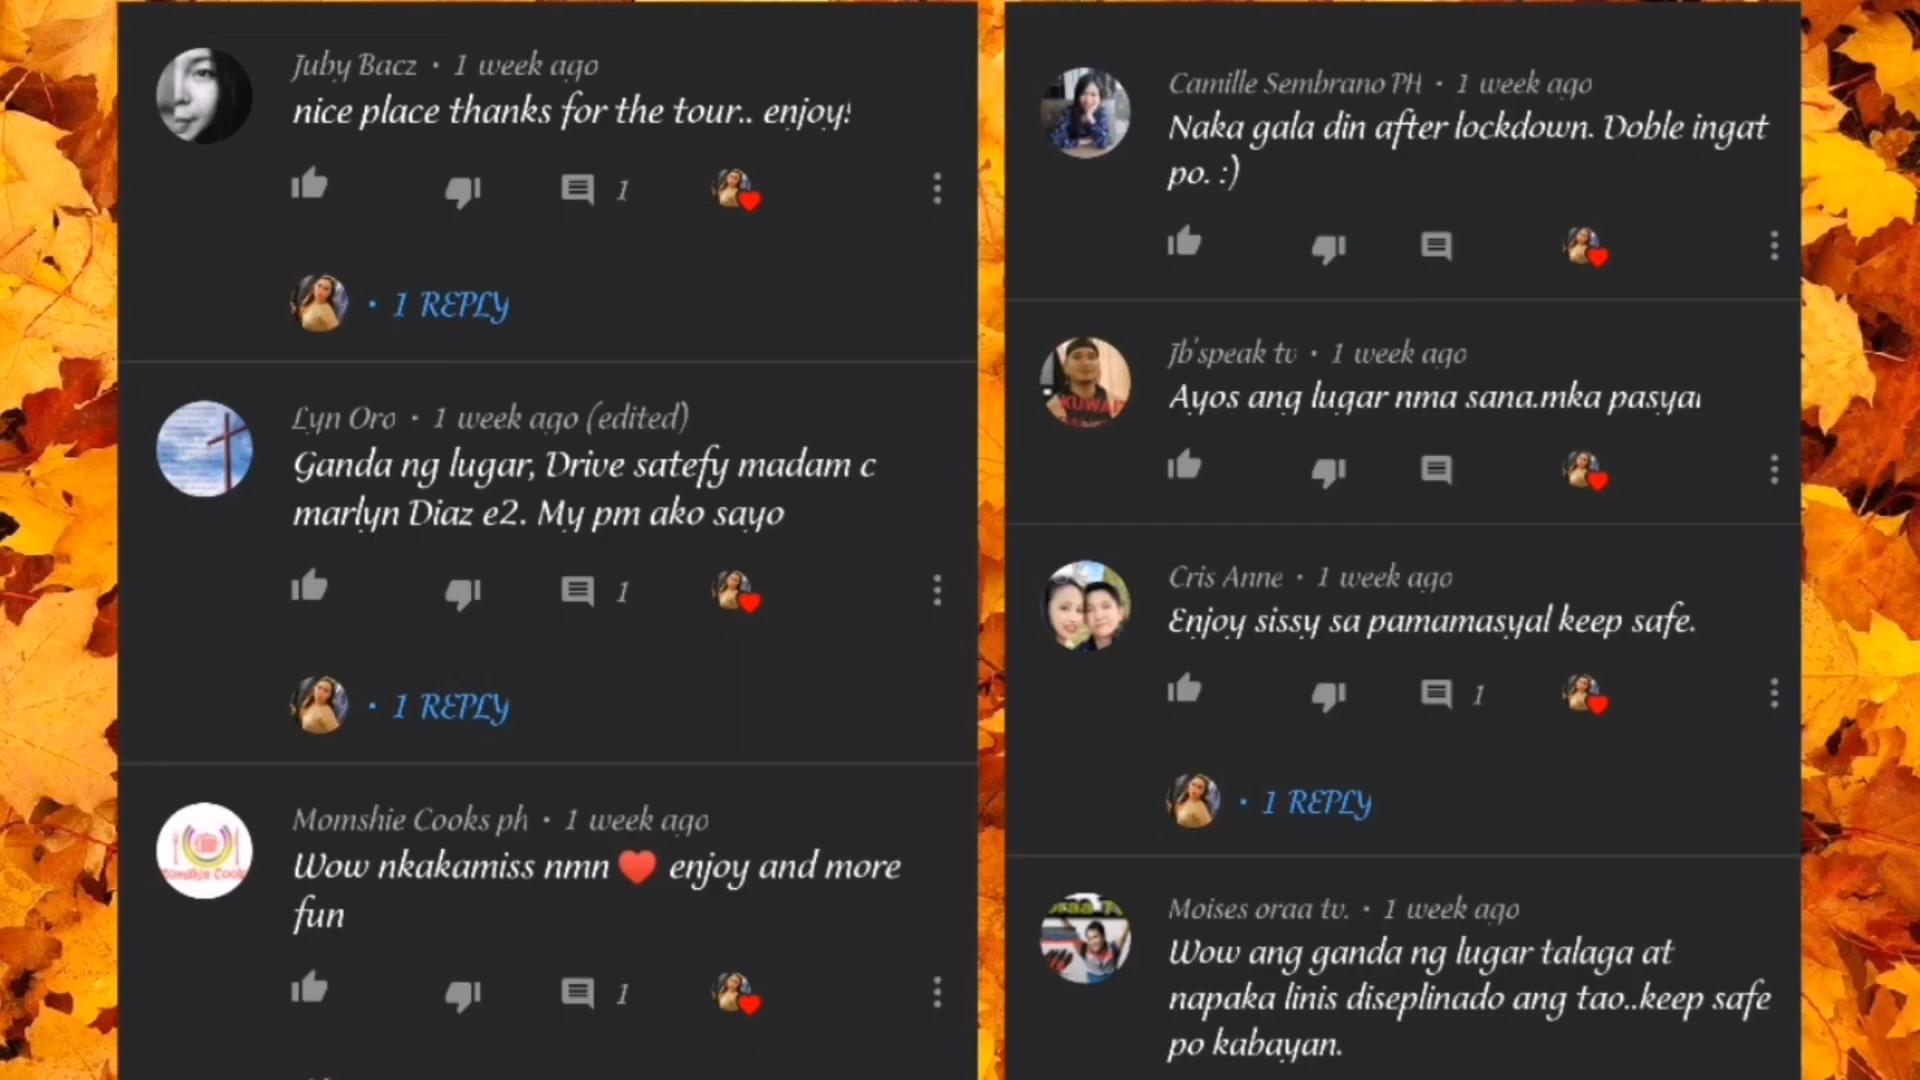 Juby Bacz · 1 week ago
nice place thanks for the tour.. enjoy!
1
· 1 REPLY
Lyn Oro · 1 week ago (edited)
Ganda ng lugar, Drive satefy madam c
marlyn Diaz e2. My pm ako sayo
1
· 1 REPLY
Momshie Cooks ph · 1 week ago
Wow nkakamiss nmn ❤️ enjoy and more
fun
1
Camille Sembrano PH · 1 week ago
Naka gala din after lockdown. Doble ingat
po. :)
Jb'speak tv · 1 week ago
Ayos ang lugar nma sana.mka pasyal
Cris Anne · 1 week ago
Enjoy sissy sa pamamasyal keep safe.
1
· 1 REPLY
Moises oraa tv. · 1 week ago
Wow ang ganda ng lugar talaga at
napaka linis diseplinado ang tao..keep safe
po kabayan.